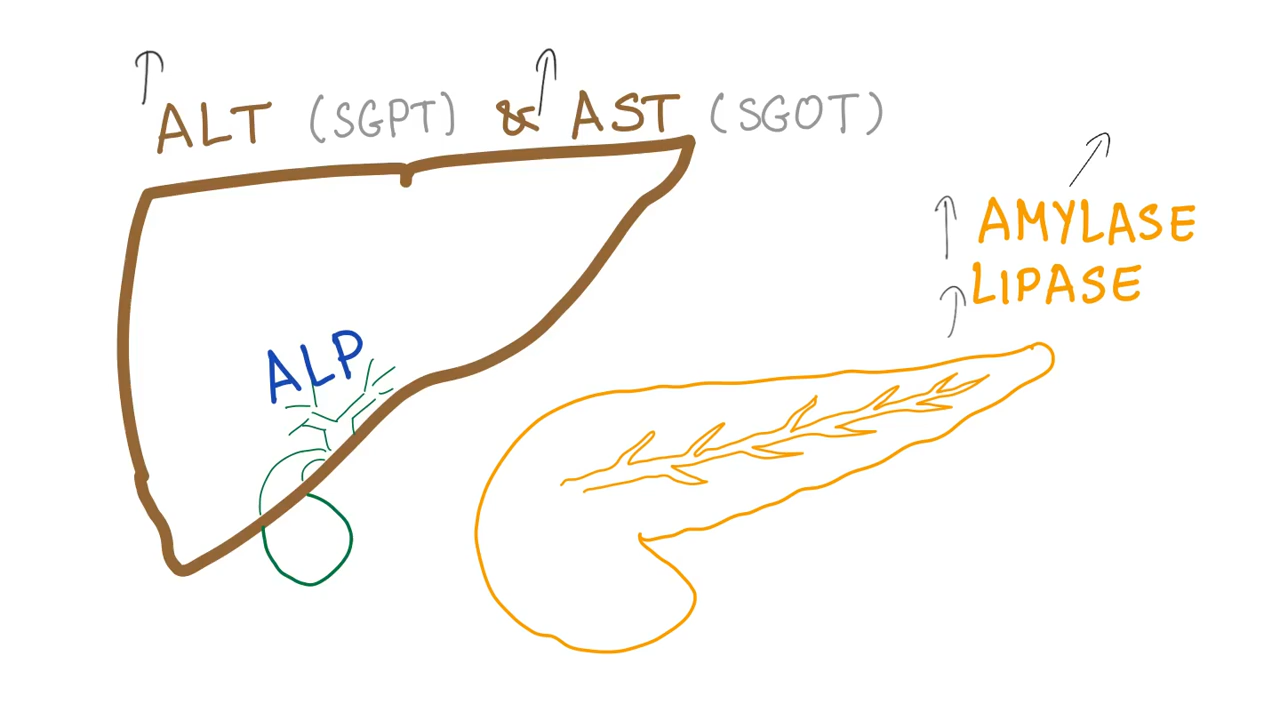 ↑ALT (SGPT) & ↑AST (SGOT)
↑ AMYLASE ↗
↑ LIPASE
ALP